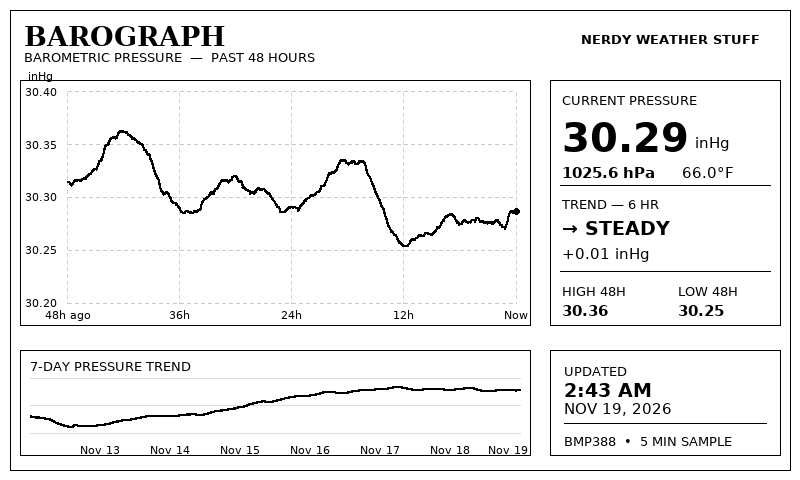 BAROGRAPH
BAROMETRIC PRESSURE — PAST 48 HOURS
NERDY WEATHER STUFF
inHg
30.40
30.35
30.30
30.25
30.20
48h ago 36h 24h 12h Now
CURRENT PRESSURE
30.29 inHg
1025.6 hPa 66.0°F
TREND — 6 HR
→ STEADY
+0.01 inHg
HIGH 48H LOW 48H
30.36 30.25
7-DAY PRESSURE TREND
Nov 13 Nov 14 Nov 15 Nov 16 Nov 17 Nov 18 Nov 19
UPDATED
2:43 AM
NOV 19, 2026
BMP388 • 5 MIN SAMPLE